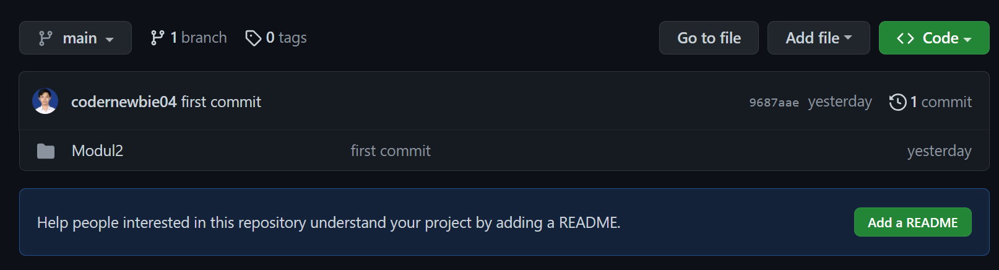 main 1 branch 0 tags Go to file Add file Code
codernewbie04 first commit 9687aae yesterday 1 commit
Modul2 first commit yesterday
Help people interested in this repository understand your project by adding a README. Add a README